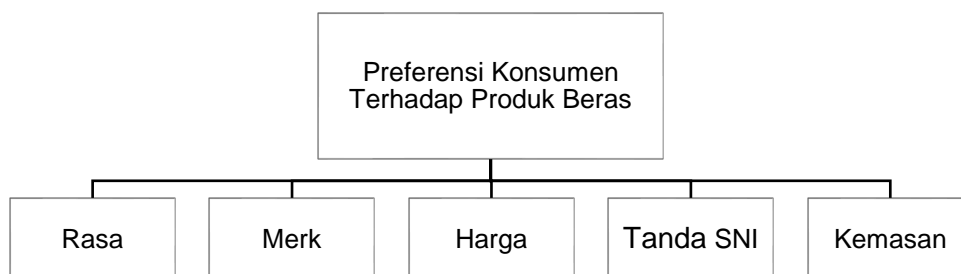 Preferensi Konsumen
Terhadap Produk Beras
Rasa
Merk
Harga
Tanda SNI
Kemasan